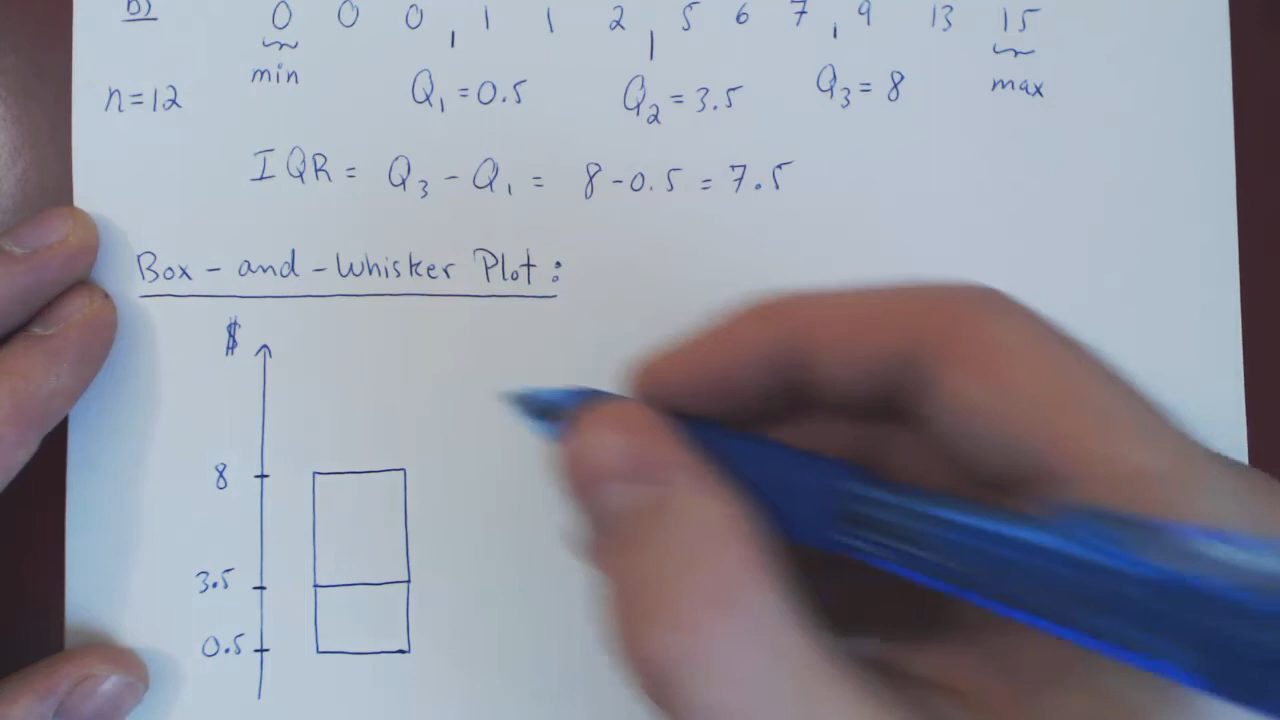 b) 0 0 0 1 1 2 5 6 7 9 13 15
min max
n=12 Q₁ = 0.5 Q₂ = 3.5 Q₃ = 8
IQR = Q₃ - Q₁ = 8 - 0.5 = 7.5
Box-and-Whisker Plot:
$
8
3.5
0.5